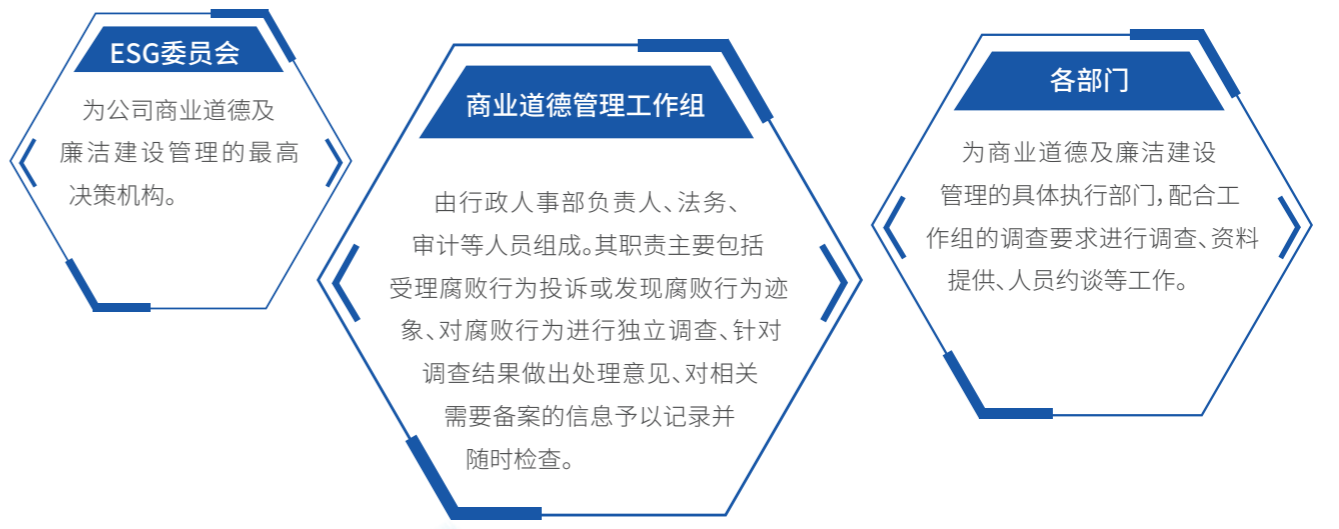 ESG委员会
为公司商业道德及
廉洁建设管理的最高
决策机构。
商业道德管理工作组
由行政人事部负责人、法务、
审计等人员组成。其职责主要包括
受理腐败行为投诉或发现腐败行为迹
象、对腐败行为进行独立调查、针对
调查结果做出处理意见、对相关
需要备案的信息予以记录并
随时检查。
各部门
为商业道德及廉洁建设
管理的具体执行部门，配合工
作组的调查要求进行调查、资料
提供、人员约谈等工作。